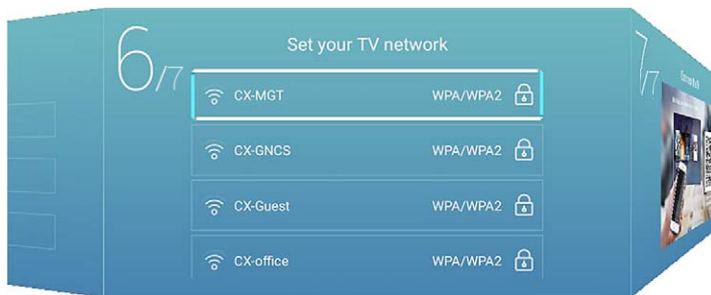 6/7
Set your TV network
CX-MGT WPA/WPA2
CX-GNCS WPA/WPA2
CX-Guest WPA/WPA2
CX-office WPA/WPA2
7/7